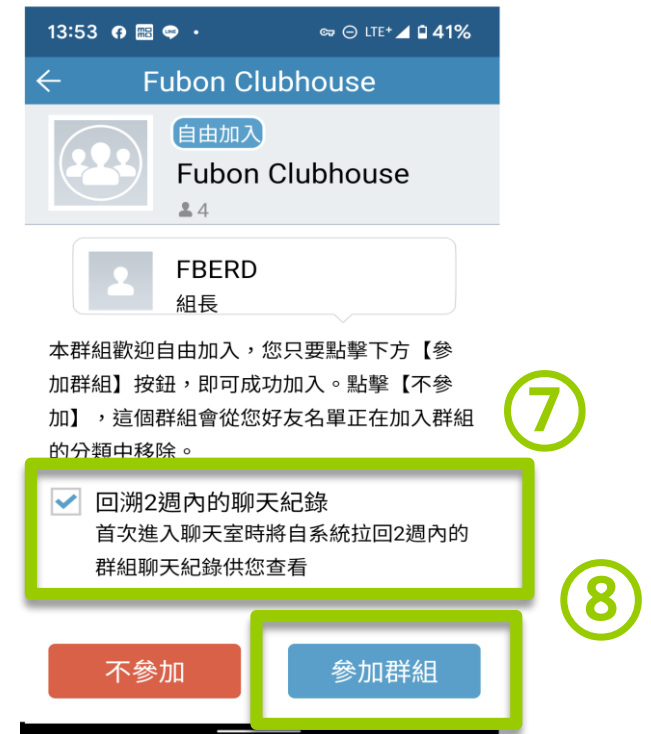 13:53 LTE+ 41%
Fubon Clubhouse
自由加入
Fubon Clubhouse
4
FBERD
組長
本群組歡迎自由加入，您只要點擊下方【參
加群組】按鈕，即可成功加入。點擊【不參
加】，這個群組會從您好友名單正在加入群組
的分類中移除。
⑦
回溯2週內的聊天紀錄
首次進入聊天室時將自系統拉回2週內的
群組聊天紀錄供您查看
⑧
不參加
參加群組